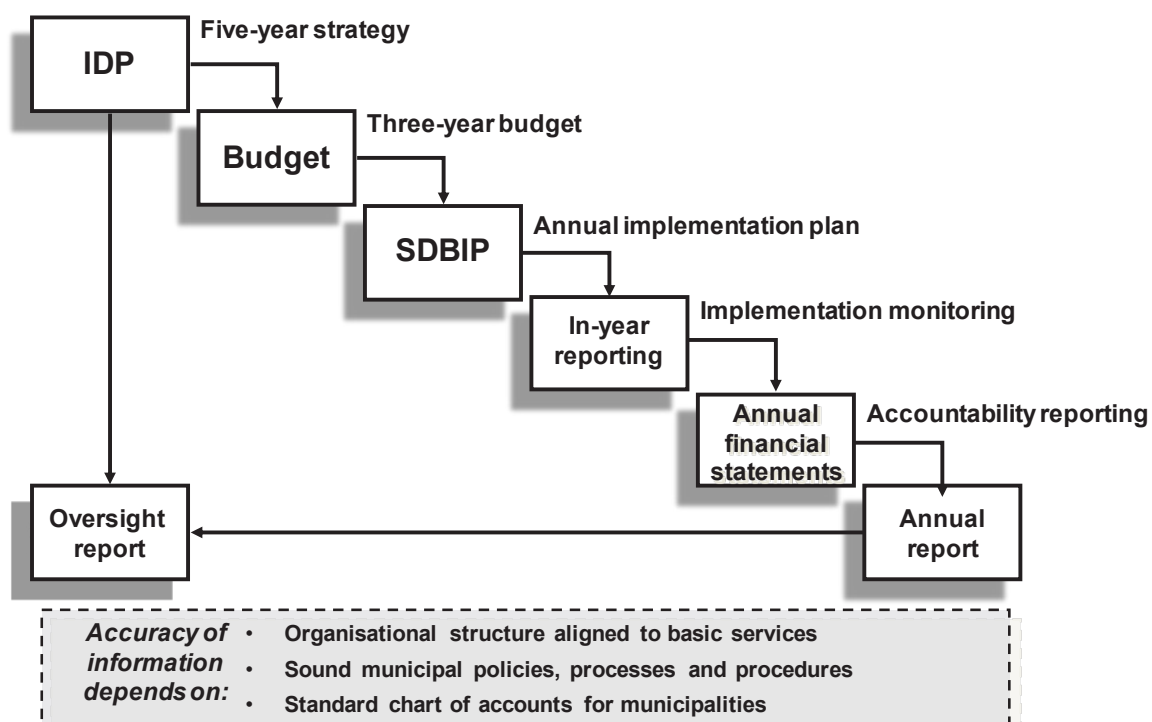 Five-year strategy
IDP
Three-year budget
Budget
Annual implementation plan
SDBIP
Implementation monitoring
In-year
reporting
Accountability reporting
Annual
financial
statements
Oversight
report
Annual
report
Accuracy of
information
depends on:
• Organisational structure aligned to basic services
• Sound municipal policies, processes and procedures
• Standard chart of accounts for municipalities